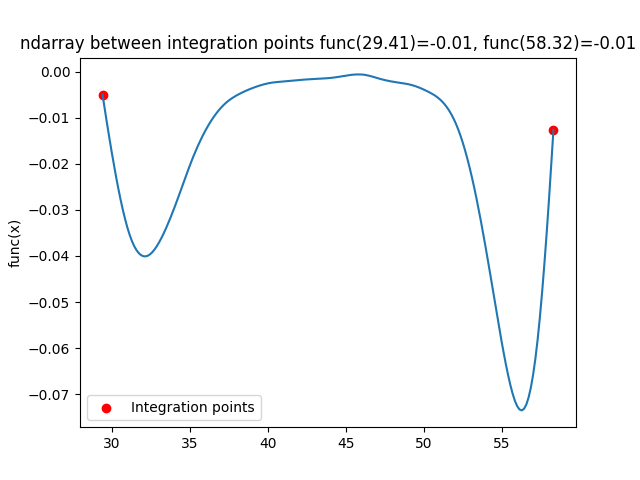 ndarray between integration points func(29.41)=-0.01, func(58.32)=-0.01
0.00
−0.01
−0.02
−0.03
−0.04
−0.05
−0.06
−0.07
func(x)
Integration points
30 35 40 45 50 55